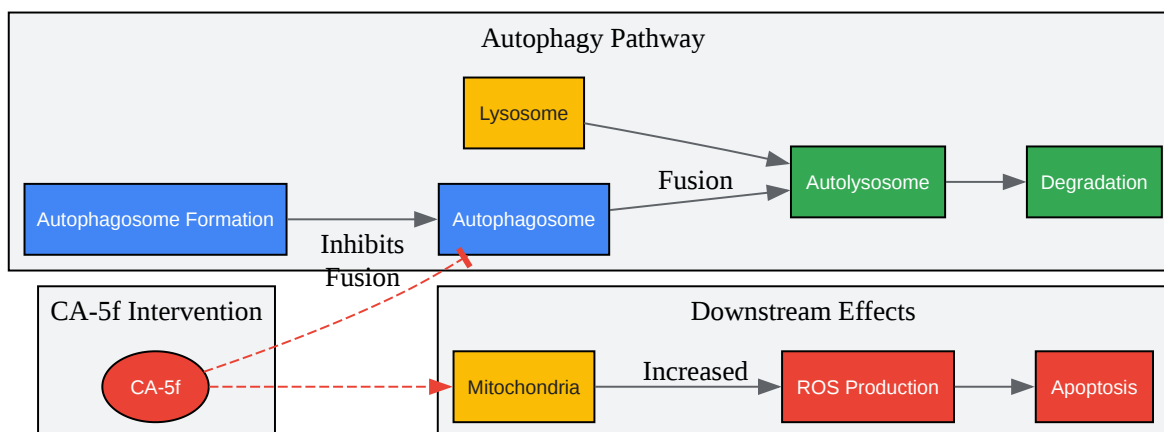 Autophagy Pathway
Lysosome
Fusion
Autolysosome
Degradation
Autophagosome Formation
Autophagosome
Inhibits
Fusion
CA-5f Intervention
Downstream Effects
CA-5f
Mitochondria
Increased
ROS Production
Apoptosis